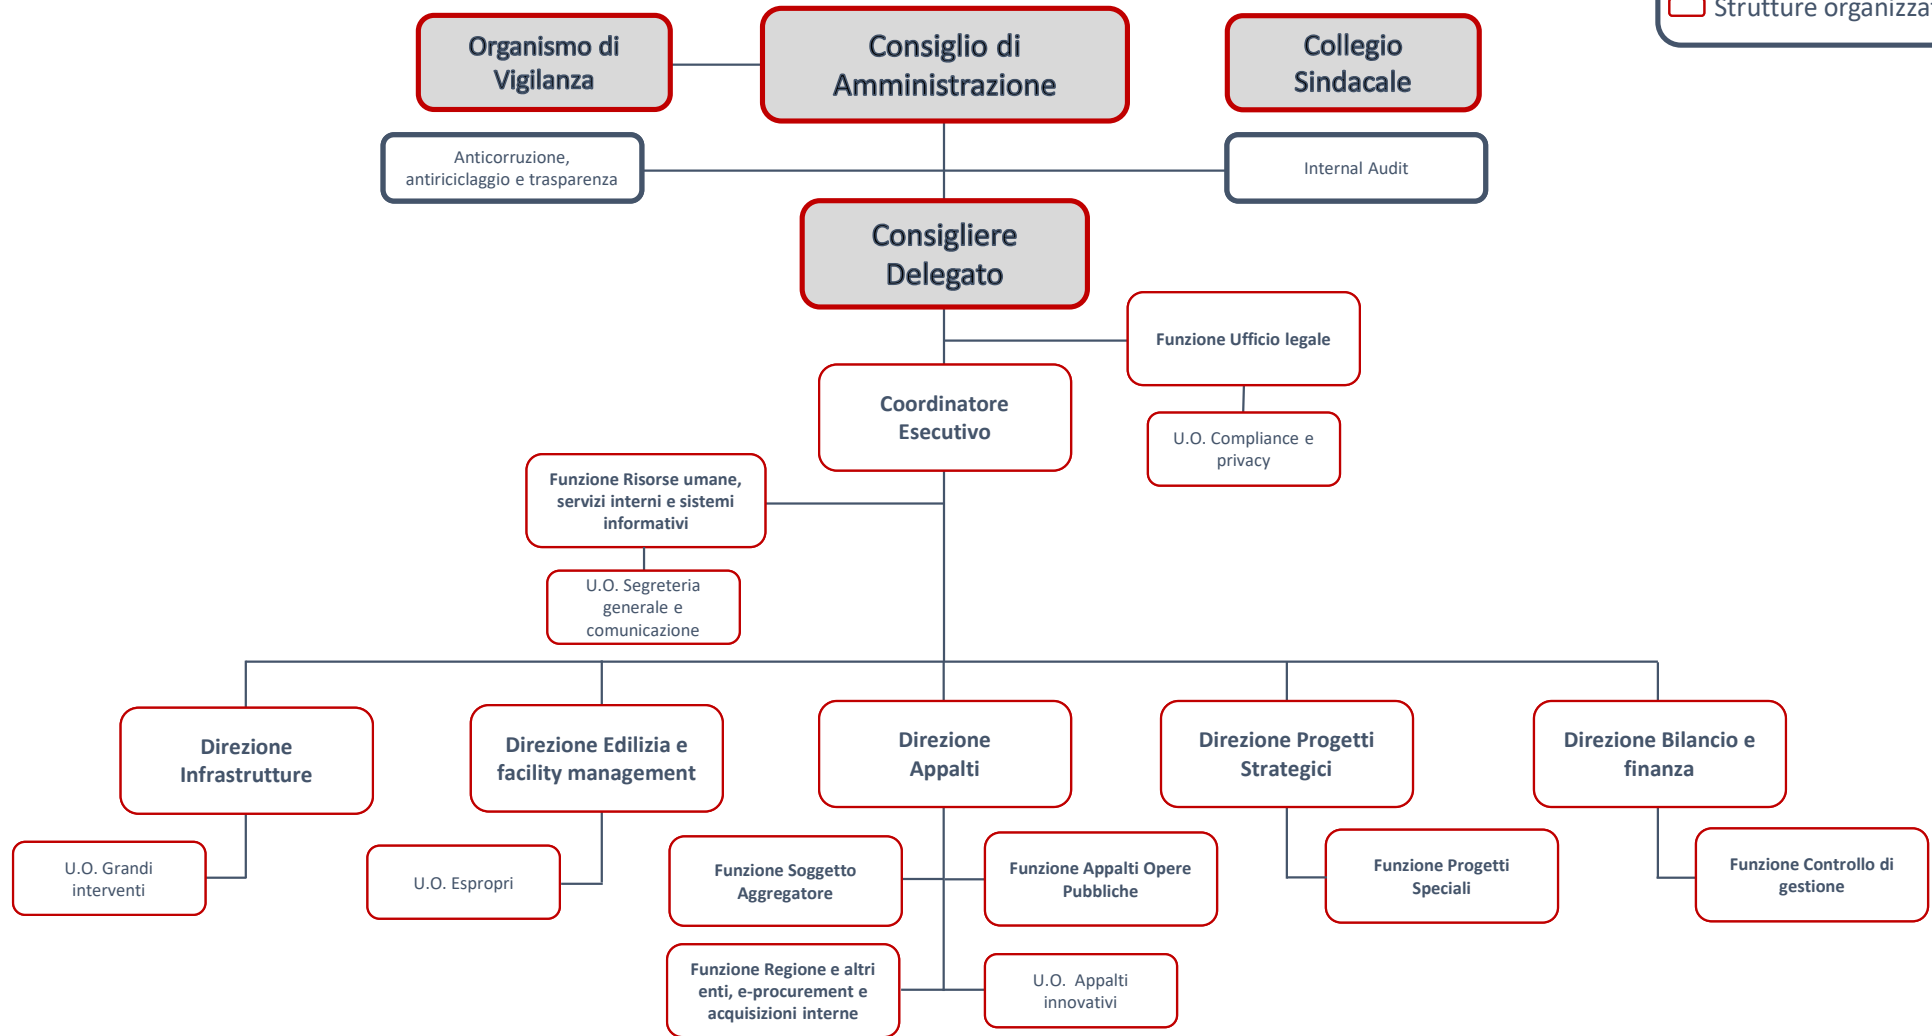 Strutture
Organismo di
Vigilanza
Consiglio di
Amministrazione
Collegio
Sindacale
Anticorruzione,
antiriciclaggio e trasparenza
Internal Audit
Consigliere
Delegato
Funzione Ufficio legale
Coordinatore
Esecutivo
U.O. Compliance e
privacy
Funzione Risorse umane,
servizi interni e sistemi
informativi
U.O. Segreteria
generale e
comunicazione
Direzione
Infrastrutture
Direzione Edilizia e
facility management
Direzione
Appalti
Direzione Progetti
Strategici
Direzione Bilancio e
finanza
U.O. Grandi
interventi
U.O. Espropri
Funzione Soggetto
Aggregatore
Funzione Appalti Opere
Pubbliche
Funzione Progetti
Speciali
Funzione Controllo di
gestione
Funzione Regione e altri
enti, e-procurement e
acquisizioni interne
U.O. Appalti
innovativi